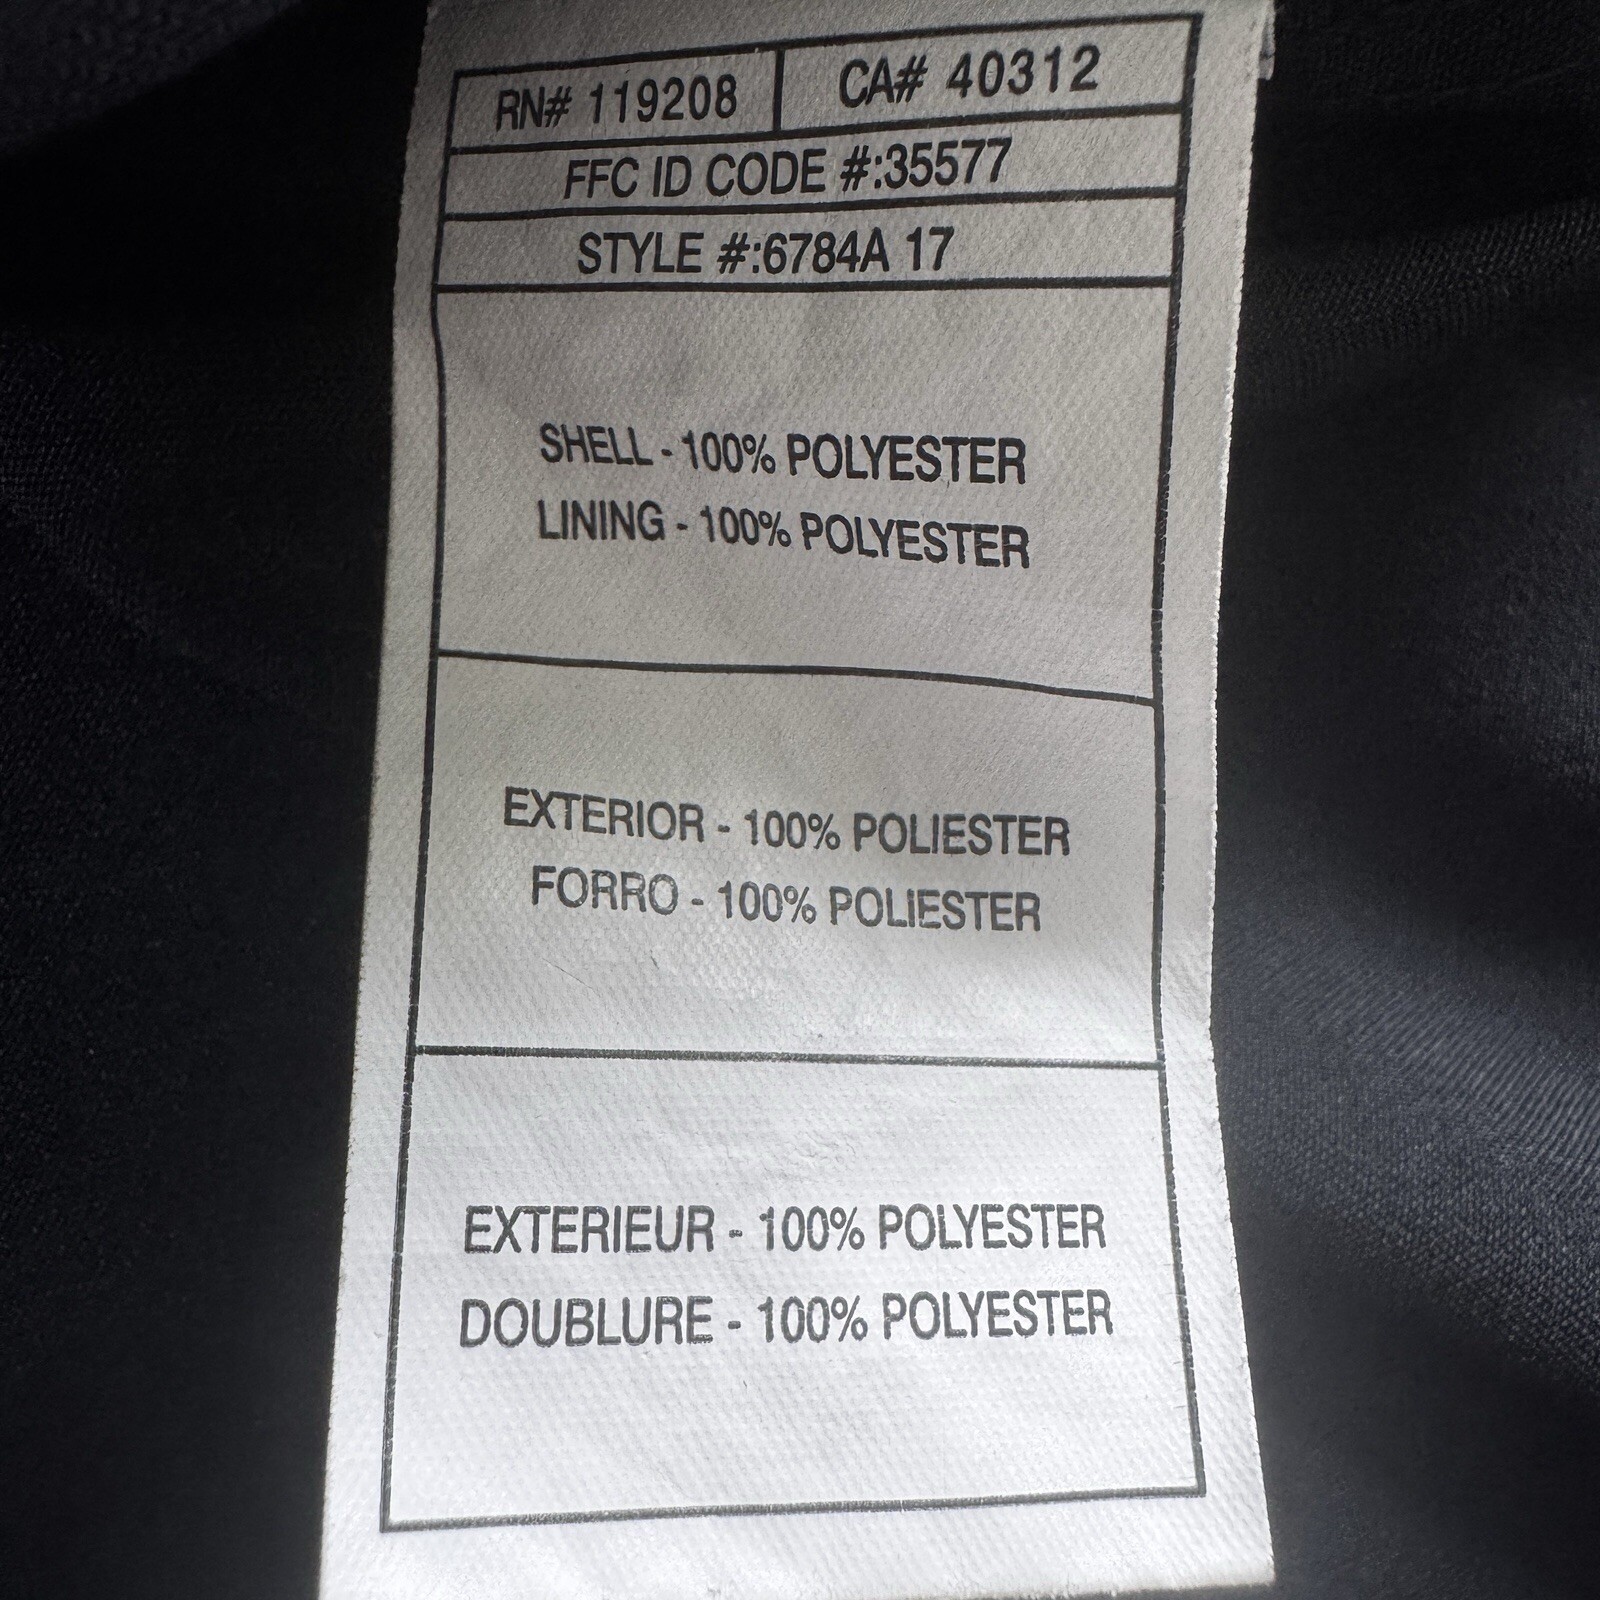 RN# 119208 CA# 40312
FFC ID CODE #:35577
STYLE #:6784A 17
SHELL - 100% POLYESTER
LINING - 100% POLYESTER
EXTERIOR - 100% POLIESTER
FORRO - 100% POLIESTER
EXTERIEUR - 100% POLYESTER
DOUBLURE - 100% POLYESTER